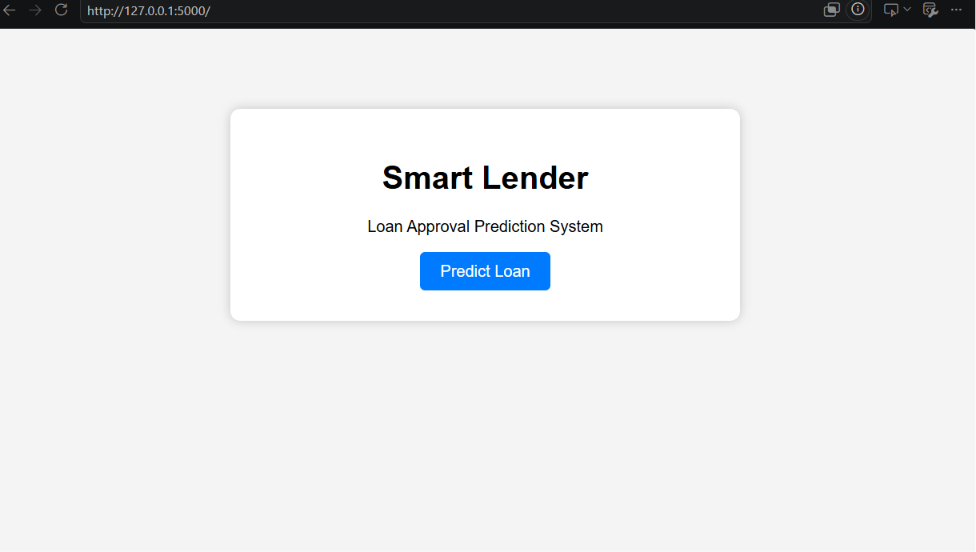 http://127.0.0.1:5000/
Smart Lender
Loan Approval Prediction System
Predict Loan